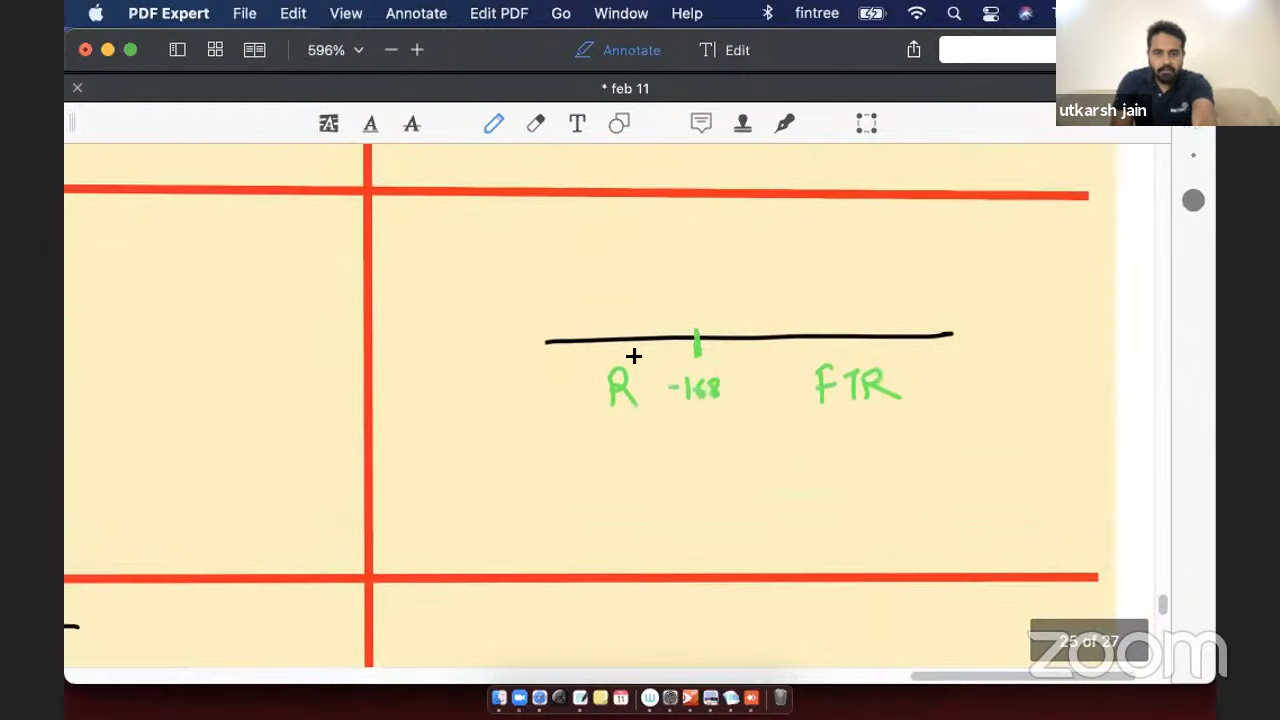 PDF Expert File Edit View Annotate Edit PDF Go Window Help fintree
596% Annotate T Edit
utkarsh jain
* feb 11
A A A T
R -168 FTR
25 of 27
zoom
11